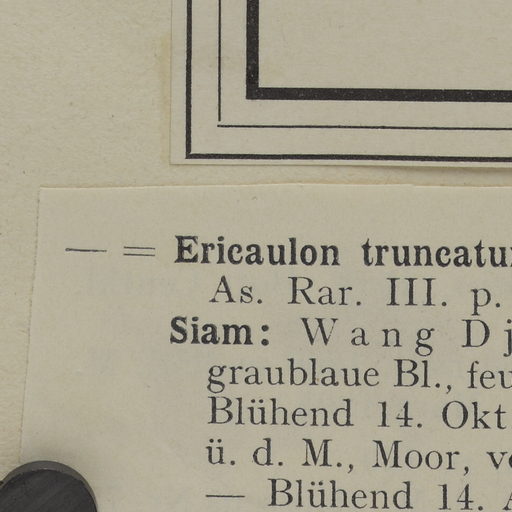 — = Ericaulon truncatu
As. Rar. III. p.
Siam: Wang Dj
graublaue Bl., feu
Blühend 14. Okt
ü. d. M., Moor, v
— Blühend 14. A